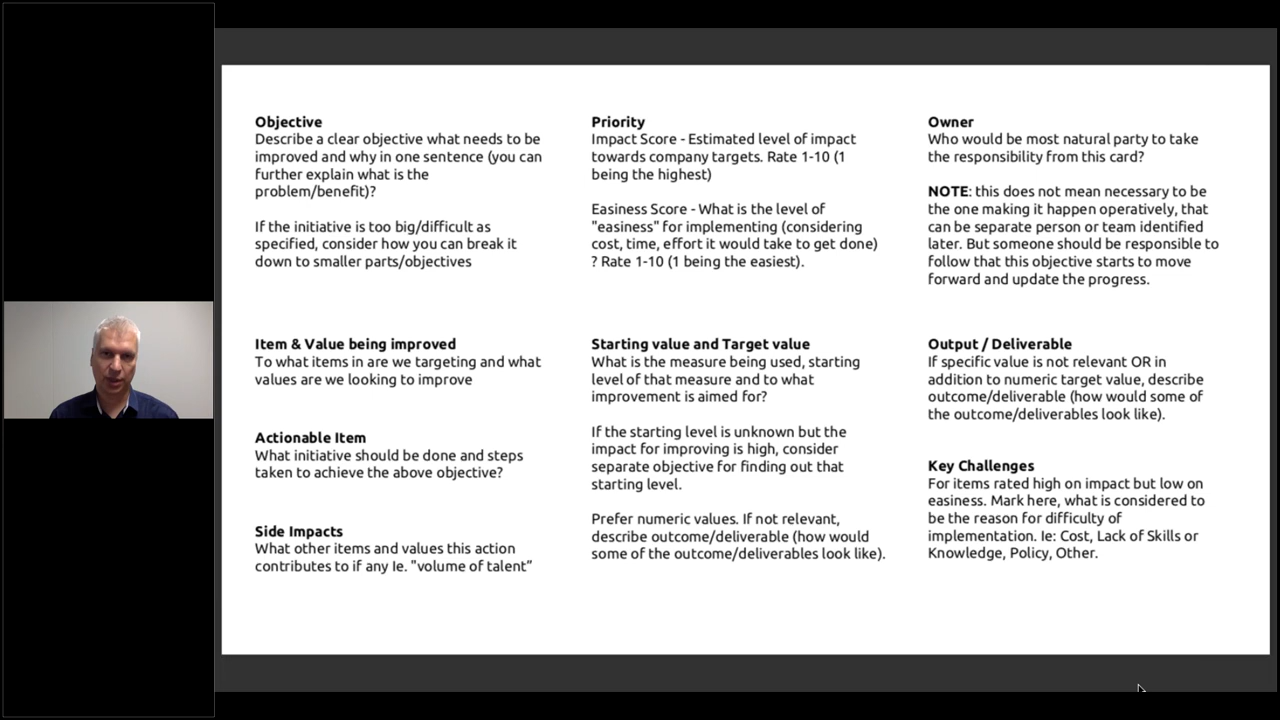 Objective
Describe a clear objective what needs to be
improved and why in one sentence (you can
further explain what is the
problem/benefit)?
If the initiative is too big/difficult as
specified, consider how you can break it
down to smaller parts/objectives
Priority
Impact Score - Estimated level of impact
towards company targets. Rate 1-10 (1
being the highest)
Easiness Score - What is the level of
"easiness" for implementing (considering
cost, time, effort it would take to get done)
? Rate 1-10 (1 being the easiest).
Owner
Who would be most natural party to take
the responsibility from this card?
NOTE: this does not mean necessary to be
the one making it happen operatively, that
can be separate person or team identified
later. But someone should be responsible to
follow that this objective starts to move
forward and update the progress.
Item & Value being improved
To what items in are we targeting and what
values are we looking to improve
Actionable Item
What initiative should be done and steps
taken to achieve the above objective?
Side Impacts
What other items and values this action
contributes to if any Ie. "volume of talent"
Starting value and Target value
What is the measure being used, starting
level of that measure and to what
improvement is aimed for?
If the starting level is unknown but the
impact for improving is high, consider
separate objective for finding out that
starting level.
Prefer numeric values. If not relevant,
describe outcome/deliverable (how would
some of the outcome/deliverables look like).
Output / Deliverable
If specific value is not relevant OR in
addition to numeric target value, describe
outcome/deliverable (how would some of
the outcome/deliverables look like).
Key Challenges
For items rated high on impact but low on
easiness. Mark here, what is considered to
be the reason for difficulty of
implementation. Ie: Cost, Lack of Skills or
Knowledge, Policy, Other.